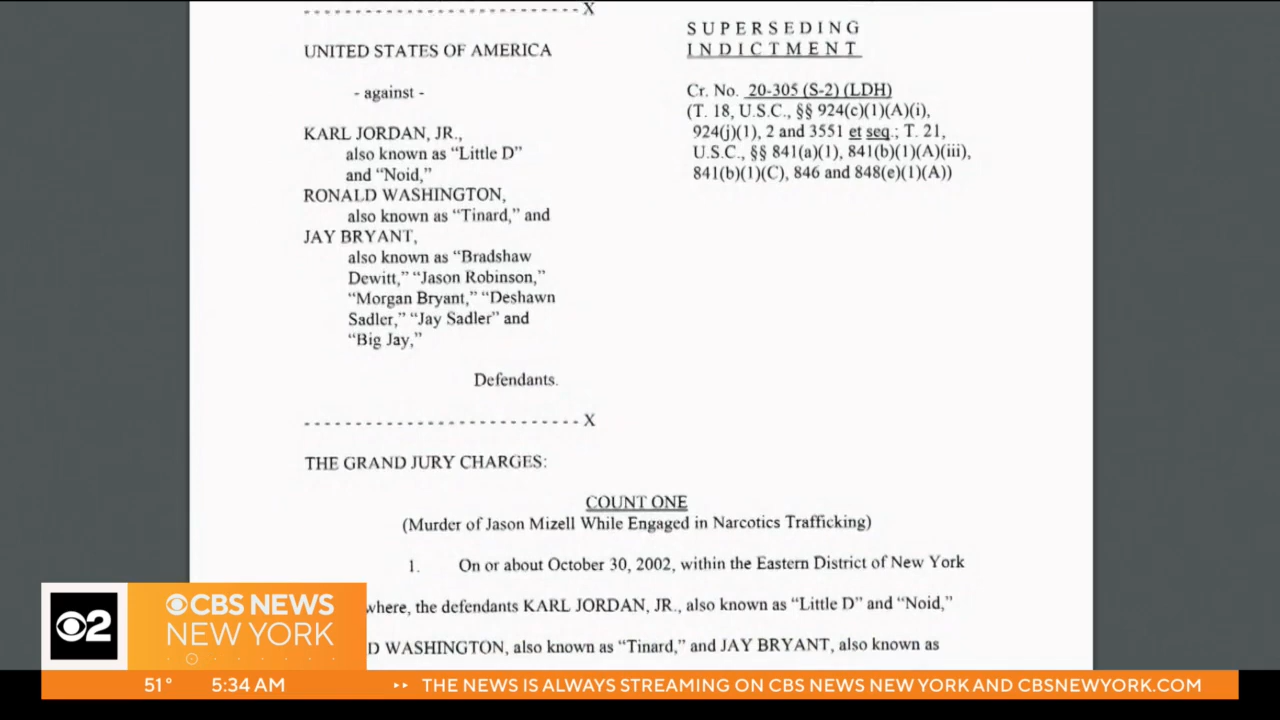 - - - - - - - - - - - - - - - - - - - - - - - - - - - X
SUPERSEDING
INDICTMENT
UNITED STATES OF AMERICA
- against -
Cr. No. 20-305 (S-2) (LDH)
(T. 18, U.S.C., §§ 924(c)(1)(A)(i),
924(j)(1), 2 and 3551 et seq.; T. 21,
U.S.C., §§ 841(a)(1), 841(b)(1)(A)(iii),
841(b)(1)(C), 846 and 848(e)(1)(A))
KARL JORDAN, JR.,
also known as “Little D”
and “Noid,”
RONALD WASHINGTON,
also known as “Tinard,” and
JAY BRYANT,
also known as “Bradshaw
Dewitt,” “Jason Robinson,”
“Morgan Bryant,” “Deshawn
Sadler,” “Jay Sadler” and
“Big Jay,”
Defendants.
- - - - - - - - - - - - - - - - - - - - - - - - - - - X
THE GRAND JURY CHARGES:
COUNT ONE
(Murder of Jason Mizell While Engaged in Narcotics Trafficking)
1. On or about October 30, 2002, within the Eastern District of New York
where, the defendants KARL JORDAN, JR., also known as “Little D” and “Noid,”
D WASHINGTON, also known as “Tinard,” and JAY BRYANT, also known as
2
CBS NEWS
NEW YORK
51° 5:34 AM THE NEWS IS ALWAYS STREAMING ON CBS NEWS NEW YORK AND CBSNEWYORK.COM